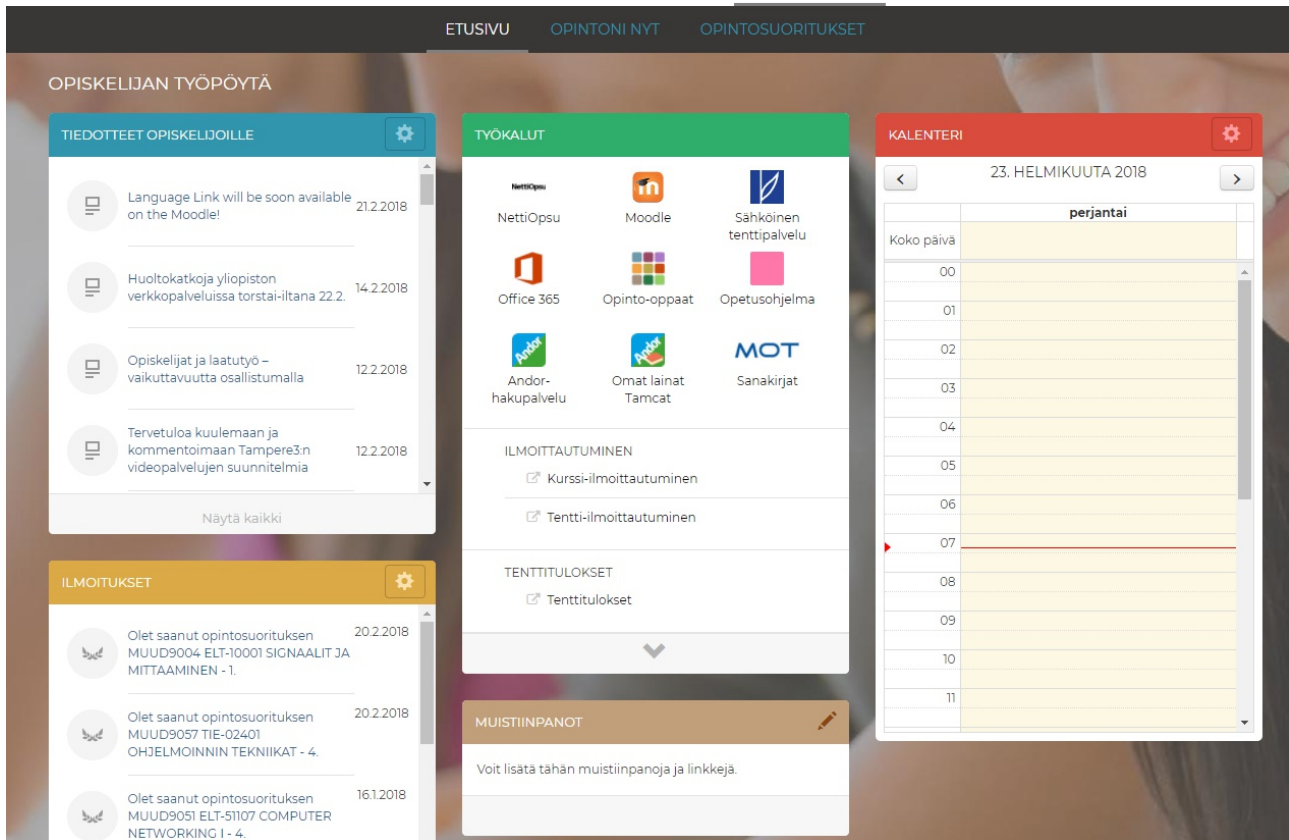 ETUSIVU OPINTONI NYT OPINTOSUORITUKSET
OPISKELIJAN TYÖPÖYTÄ
TIEDOTTEET OPISKELIJOILLE
Language Link will be soon available
on the Moodle!
21.2.2018
Huoltokatkoja yliopiston
verkkopalveluissa torstai-iltana 22.2.
14.2.2018
Opiskelijat ja laatutyö –
vaikuttavuutta osallistumalla
12.2.2018
Tervetuloa kuulemaan ja
kommentoimaan Tampere3:n
videopalvelujen suunnitelmia
12.2.2018
Näytä kaikki
ILMOITUKSET
Olet saanut opintosuorituksen
MUUD9004 ELT-10001 SIGNAALIT JA
MITTAAMINEN - 1.
20.2.2018
Olet saanut opintosuorituksen
MUUD9057 TIE-02401
OHJELMOINNIN TEKNIIKAT - 4.
20.2.2018
Olet saanut opintosuorituksen
MUUD9051 ELT-51107 COMPUTER
NETWORKING I - 4.
16.1.2018
TYÖKALUT
NettiOpsu
NettiOpsu
Moodle
Sähköinen
tenttipalvelu
Office 365
Opinto-oppaat
Opetusohjelma
Andor
Andor-
hakupalvelu
Andor
Omat lainat
Tamcat
MOT
Sanakirjat
ILMOITTAUTUMINEN
Kurssi-ilmoittautuminen
Tentti-ilmoittautuminen
TENTTITULOKSET
Tenttitulokset
MUISTIINPANOT
Voit lisätä tähän muistiinpanoja ja linkkejä.
KALENTERI
23. HELMIKUUTA 2018
perjantai
Koko päivä
00
01
02
03
04
05
06
07
08
09
10
11